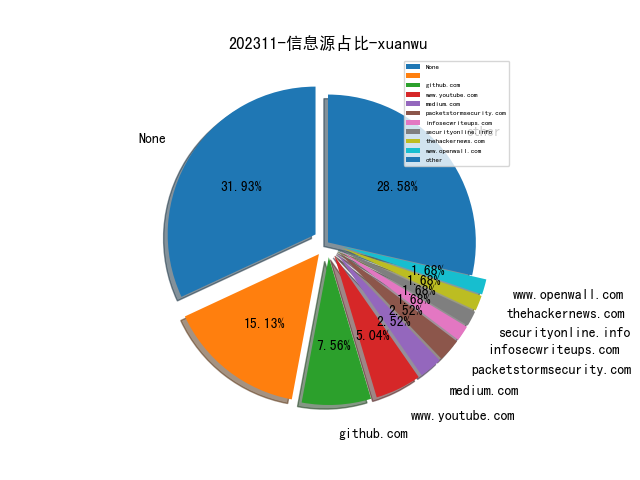 202311-信息源占比-xuanwu
None
github.com
www.youtube.com
medium.com
packetstormsecurity.com
infosecwriteups.com
securityonline.info
thehackernews.com
www.openwall.com
other
None
other
31.93%
28.58%
15.13%
7.56%
5.04%
2.52%
2.52%
1.68%
1.68%
1.68%
1.68%
www.openwall.com
thehackernews.com
securityonline.info
infosecwriteups.com
packetstormsecurity.com
medium.com
www.youtube.com
github.com